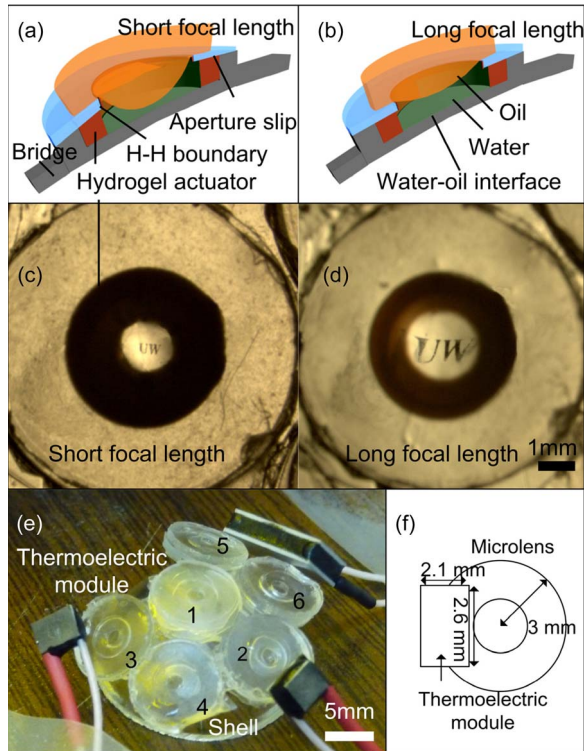 (a)
Short focal length
Aperture slip
Bridge
H-H boundary
Hydrogel actuator
(b)
Long focal length
Oil
Water
Water-oil interface
(c)
UW
Short focal length
(d)
UW
Long focal length
1mm
(e)
Thermoelectric
module
5
1
6
3
2
4
Shell
5mm
(f)
Microlens
2.1 mm
2.6 mm
3 mm
Thermoelectric
module